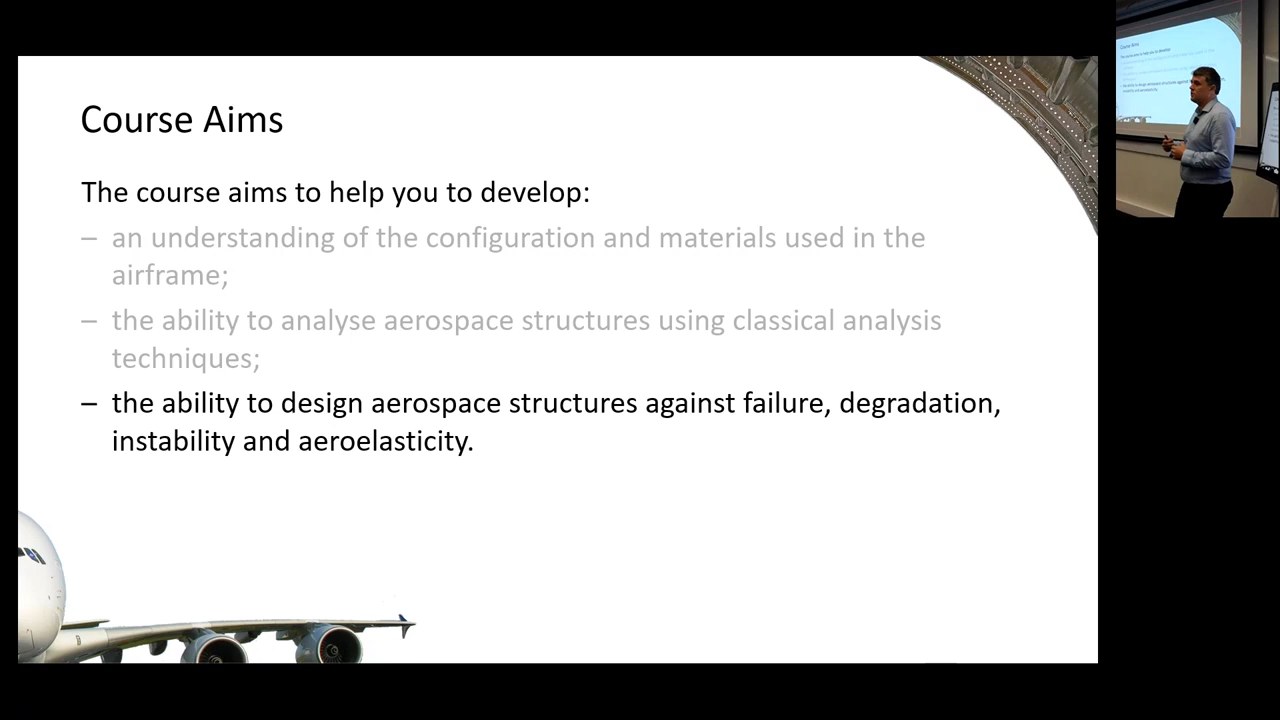 Course Aims
The course aims to help you to develop:
– an understanding of the configuration and materials used in the
airframe;
– the ability to analyse aerospace structures using classical analysis
techniques;
– the ability to design aerospace structures against failure, degradation,
instability and aeroelasticity.